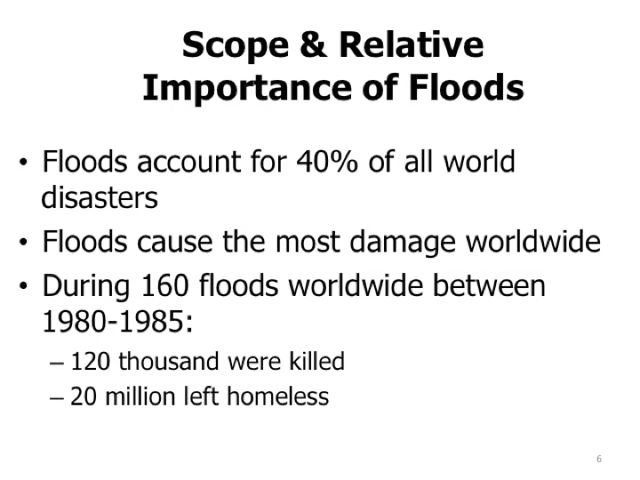 Scope & Relative
Importance of Floods
• Floods account for 40% of all world
disasters
• Floods cause the most damage worldwide
• During 160 floods worldwide between
1980-1985:
– 120 thousand were killed
– 20 million left homeless
6